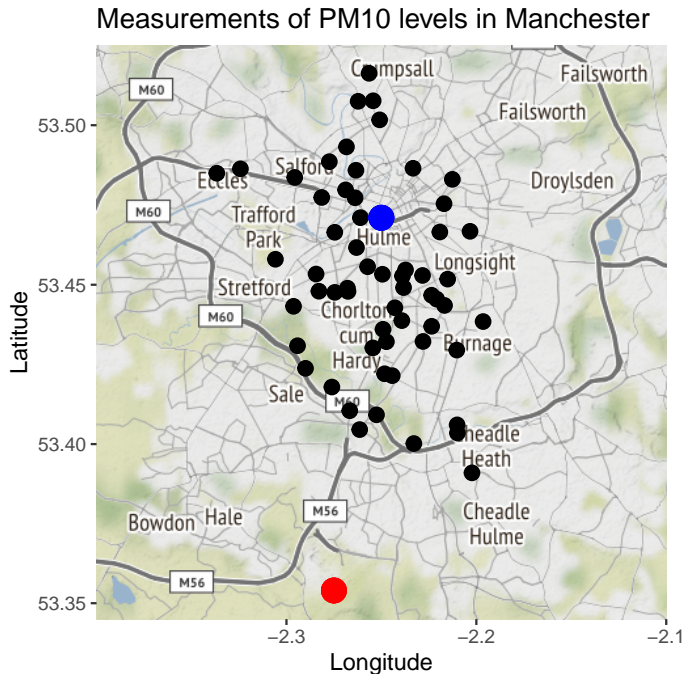 Measurements of PM10 levels in Manchester
Crumpsall
Failsworth
M60
53.50
Failsworth
Salford
Eccles
Droylsden
M60
Trafford
Park
Hulme
Longsight
53.45
Stretford
Chorlton
cum
Hardy
M60
Burnage
Sale
M60
53.40
Cheadle
Heath
M56
Bowdon
Hale
Cheadle
Hulme
M56
53.35
−2.3
−2.2
−2.1
Longitude
Latitude